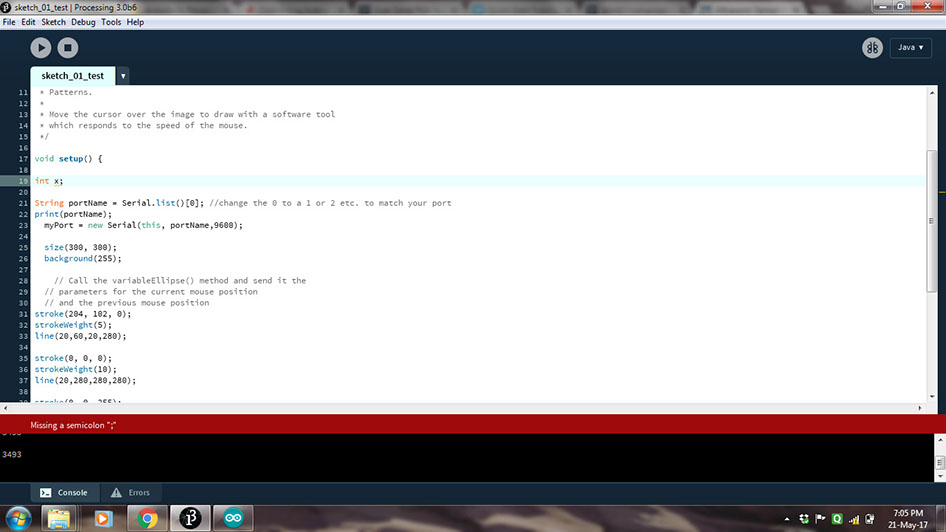 sketch_01_test | Processing 3.0b6
File Edit Sketch Debug Tools Help
Java ▾
sketch_01_test ▾
11 * Patterns.
12 *
13 * Move the cursor over the image to draw with a software tool
14 * which responds to the speed of the mouse.
15 */
16
17 void setup() {
18
19 int x;
20
21 String portName = Serial.list()[0]; //change the 0 to a 1 or 2 etc. to match your port
22 print(portName);
23 myPort = new Serial(this, portName,9600);
24
25 size(300, 300);
26 background(255);
27
28 // Call the variableEllipse() method and send it the
29 // parameters for the current mouse position
30 // and the previous mouse position
31 stroke(204, 102, 0);
32 strokeWeight(5);
33 line(20,60,20,280);
34
35 stroke(0, 0, 0);
36 strokeWeight(10);
37 line(20,280,280,280);
38
Missing a semicolon ";"
3493
Console Errors
7:05 PM
21-May-17